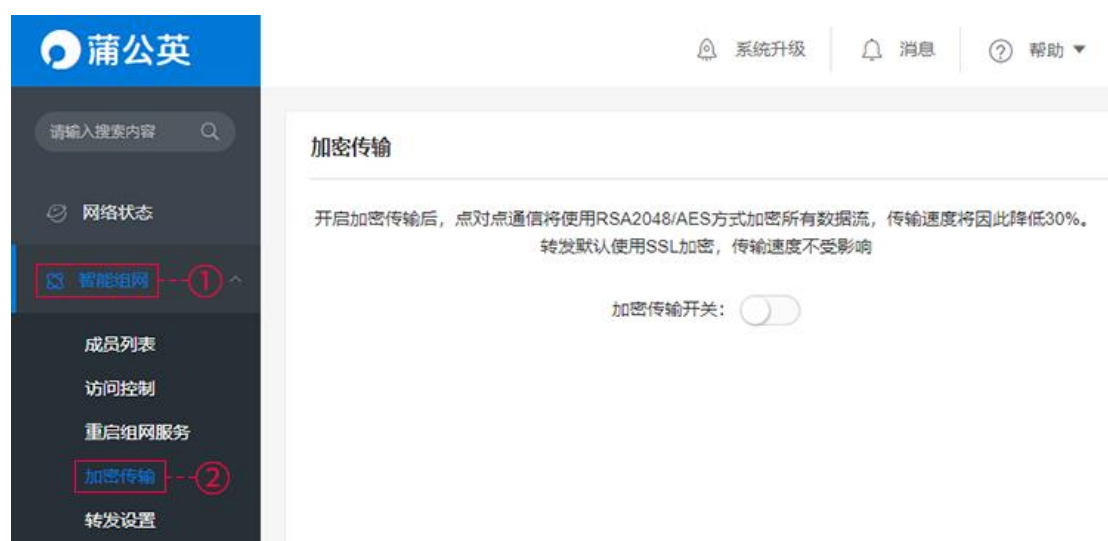 蒲公英
系统升级 消息 帮助
请输入搜索内容
加密传输
网络状态
开启加密传输后，点对点通信将使用RSA2048/AES方式加密所有数据流，传输速度将因此降低30%。
转发默认使用SSL加密，传输速度不受影响
智能组网 ①
加密传输开关：
成员列表
访问控制
重启组网服务
加密传输 ②
转发设置